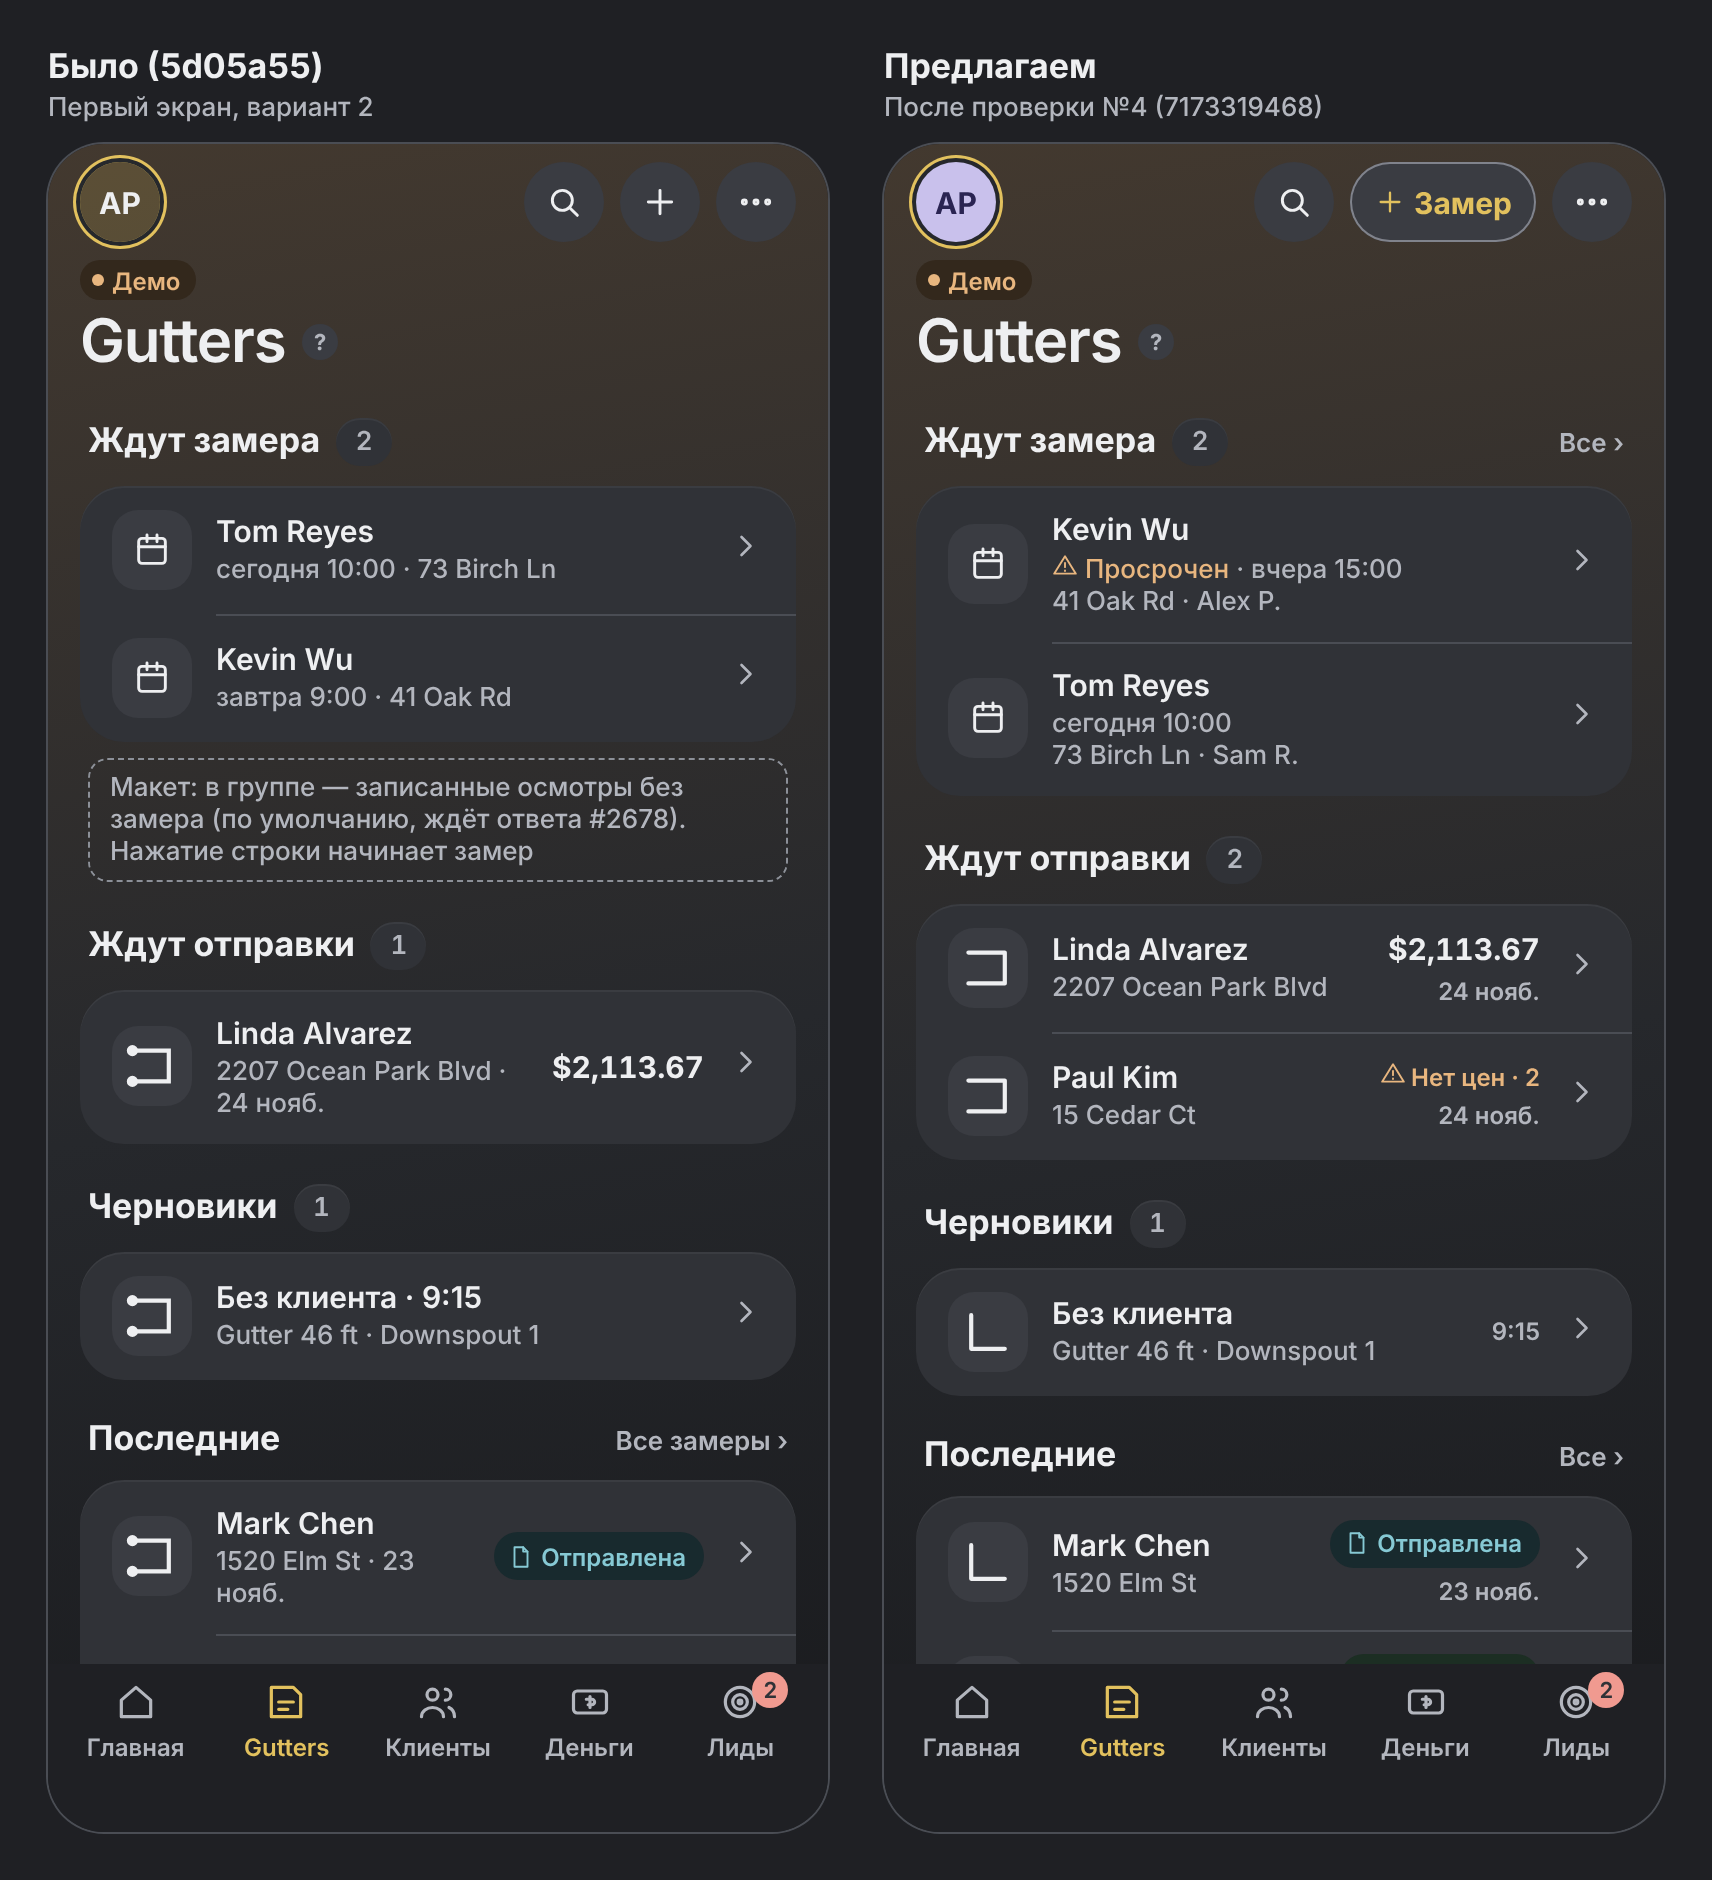 Было (5d05a55)
Первый экран, вариант 2
AP
Демо
Gutters ?
Ждут замера 2
Tom Reyes
сегодня 10:00 · 73 Birch Ln
Kevin Wu
завтра 9:00 · 41 Oak Rd
Макет: в группе — записанные осмотры без
замера (по умолчанию, ждёт ответа #2678).
Нажатие строки начинает замер
Ждут отправки 1
Linda Alvarez
2207 Ocean Park Blvd ·
24 нояб.
$2,113.67
Черновики 1
Без клиента · 9:15
Gutter 46 ft · Downspout 1
Последние Все замеры ›
Mark Chen
1520 Elm St · 23
нояб.
Отправлена
Главная Gutters Клиенты Деньги Лиды 2
Предлагаем
После проверки №4 (7173319468)
AP + Замер
Демо
Gutters ?
Ждут замера 2 Все ›
Kevin Wu
Просрочен · вчера 15:00
41 Oak Rd · Alex P.
Tom Reyes
сегодня 10:00
73 Birch Ln · Sam R.
Ждут отправки 2
Linda Alvarez $2,113.67
2207 Ocean Park Blvd 24 нояб.
Paul Kim Нет цен · 2
15 Cedar Ct 24 нояб.
Черновики 1
Без клиента
Gutter 46 ft · Downspout 1 9:15
Последние Все ›
Mark Chen Отправлена
1520 Elm St 23 нояб.
Главная Gutters Клиенты Деньги Лиды 2